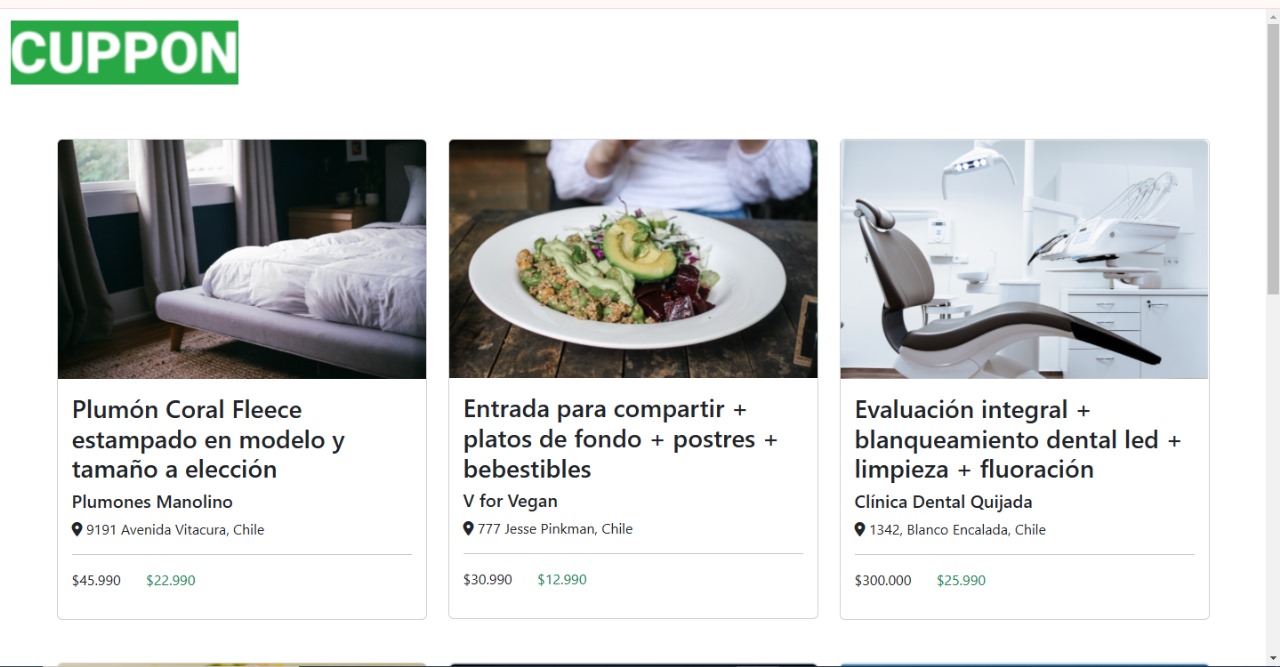 CUPPON
Plumón Coral Fleece
estampado en modelo y
tamaño a elección
Plumones Manolino
9191 Avenida Vitacura, Chile
$45.990 $22.990
Entrada para compartir +
platos de fondo + postres +
bebestibles
V for Vegan
777 Jesse Pinkman, Chile
$30.990 $12.990
Evaluación integral +
blanqueamiento dental led +
limpieza + fluoración
Clínica Dental Quijada
1342, Blanco Encalada, Chile
$300.000 $25.990